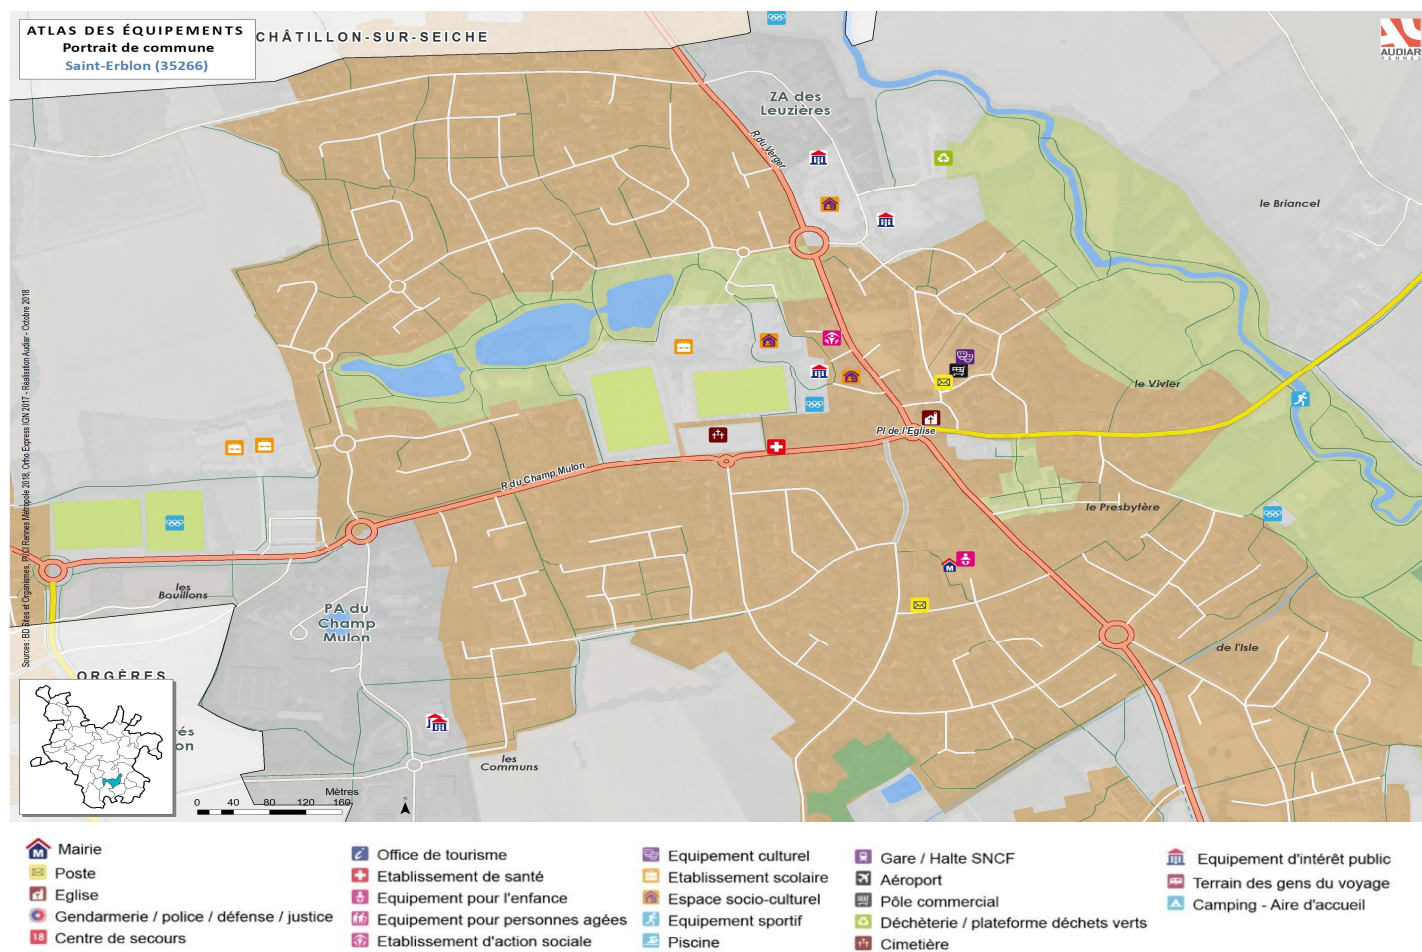 ATLAS DES ÉQUIPEMENTS
Portrait de commune
Saint-Erblon (35266)
CHÂTILLON-SUR-SEICHE
AUDIAR
RENNES
ZA des
Leuzières
R du Verger
le Briancel
le Vivier
Pl de l'Eglise
R du Champ Mulon
le Presbytère
les
Bouillons
PA du
Champ
Mulon
de l'Isle
ORGÈRES
les
Communs
Mètres
0 40 80 120 160
Sources : BD Sites et Organismes, RVCI Rennes Métropole 2018, Orho Express IGN 2017 - Réalisation Audiar - Octobre 2018
Mairie
Poste
Eglise
Gendarmerie / police / défense / justice
18 Centre de secours
Office de tourisme
Etablissement de santé
Equipement pour l'enfance
Equipement pour personnes agées
Etablissement d'action sociale
Equipement culturel
Etablissement scolaire
Espace socio-culturel
Equipement sportif
Piscine
Gare / Halte SNCF
Aéroport
Pôle commercial
Déchèterie / plateforme déchets verts
Cimetière
Equipement d'intérêt public
Terrain des gens du voyage
Camping - Aire d'accueil